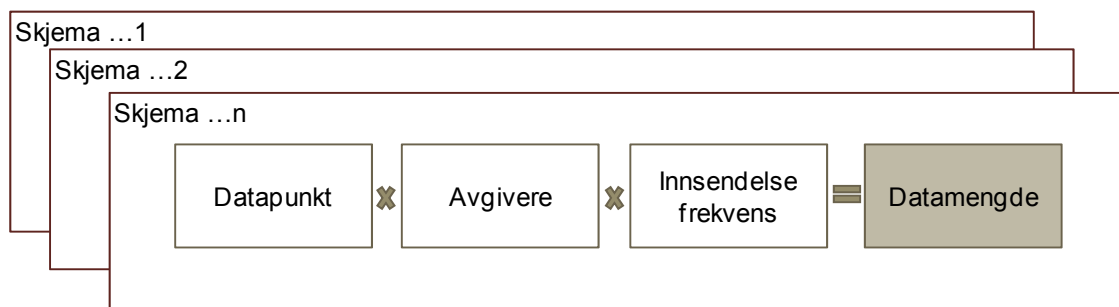 Skjema …1
Skjema …2
Skjema …n
Datapunkt
Avgivere
Innsendelse
frekvens
Datamengde